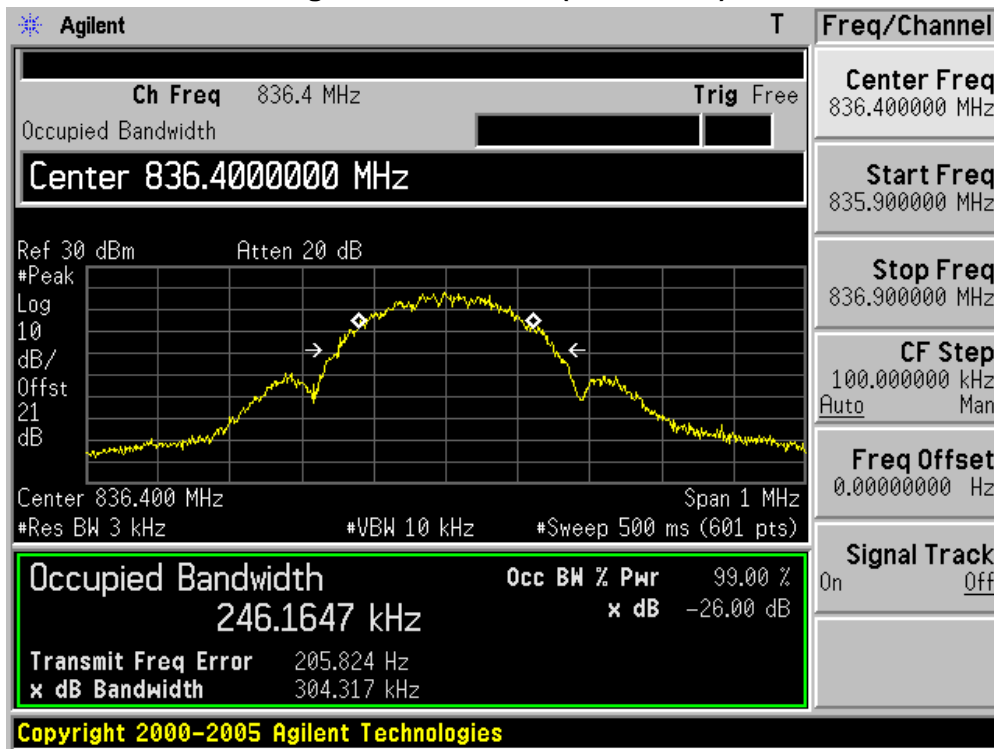 Agilent T
Freq/Channel
Ch Freq 836.4 MHz Trig Free
Occupied Bandwidth
Center 836.4000000 MHz
Ref 30 dBm Atten 20 dB
#Peak
Log
10
dB/
Offst
21
dB
Center 836.400 MHz Span 1 MHz
#Res BW 3 kHz #VBW 10 kHz #Sweep 500 ms (601 pts)
Occupied Bandwidth Occ BW % Pwr 99.00 %
246.1647 kHz x dB -26.00 dB
Transmit Freq Error 205.824 Hz
x dB Bandwidth 304.317 kHz
Copyright 2000-2005 Agilent Technologies
Center Freq
836.400000 MHz
Start Freq
835.900000 MHz
Stop Freq
836.900000 MHz
CF Step
100.000000 kHz
Auto Man
Freq Offset
0.00000000 Hz
Signal Track
On Off